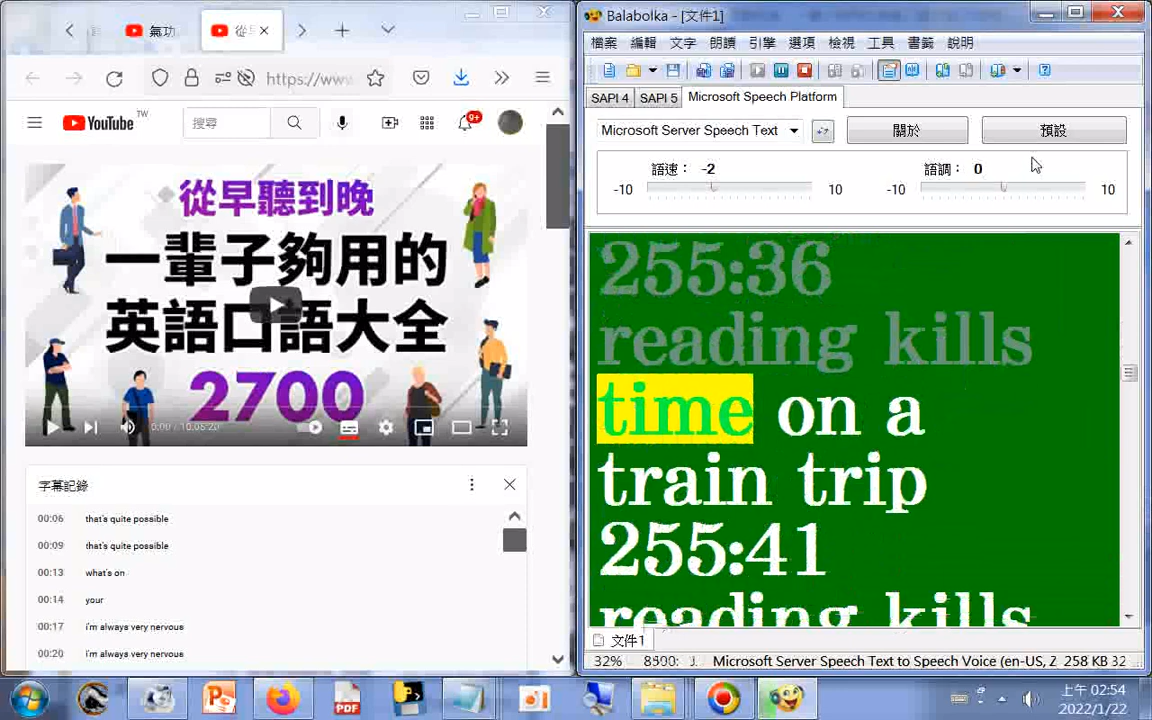 氣功
從
https://www
YouTube TW
搜尋
9+
從早聽到晚
一輩子夠用的
英語口語大全
2700
0:00 / 10:05:20
字幕記錄
00:06 that's quite possible
00:09 that's quite possible
00:13 what's on
00:14 your
00:17 i'm always very nervous
00:20 i'm always very nervous
Balabolka - [文件1]
檔案 編輯 文字 朗讀 引擎 選項 檢視 工具 書籤 說明
SAPI 4 SAPI 5 Microsoft Speech Platform
Microsoft Server Speech Text 關於 預設
語速： -2 語調： 0
-10 10 -10 10
255:36
reading kills
time on a
train trip
255:41
reading kills
文件1
32% Microsoft Server Speech Text to Speech Voice (en-US, Z 258 KB 32
PDF
上午 02:54
2022/1/22